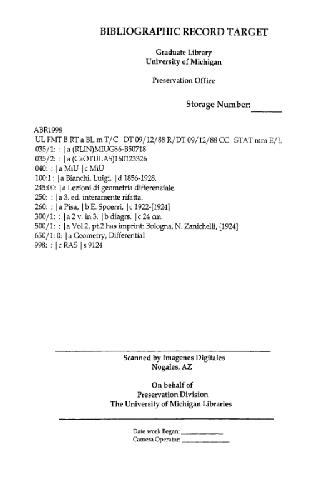 BIBLIOGRAPHIC RECORD TARGET
Graduate Library
University of Michigan
Preservation Office
Storage Number:
ABR1998
UL FMT B RT a BL m T/C DT 09/12/88 R/DT 09/12/88 CC STAT mm E/L
035/1: : |a (RLIN)MIUG86-B50718
035/2: : |a (CaOTULAS)160123326
040: : |a MiU |c MiU
100:1: |a Bianchi, Luigi, |d 1856-1928.
245:00: |a Lezioni di geometria differenziale.
250: : |a 3. ed. interamente rifatta.
260: : |a Pisa, |b E. Spoerri, |c 1922-[1924]
300/1: : |a 2 v. in 3. |b diagrs. |c 24 cm.
500/1: : |a Vol. 2, pt.2 has imprint: Bologna, N. Zanichelli, [1924]
650/1: 0: |a Geometry, Differential
998: : |c RAS |s 9124
Scanned by Imagenes Digitales
Nogales, AZ
On behalf of
Preservation Division
The University of Michigan Libraries
Date work Began:
Camera Operator: